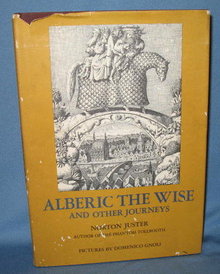 ALBERIC THE WISE
AND OTHER JOURNEYS
NORTON JUSTER
AUTHOR OF THE PHANTOM TOLLBOOTH
PICTURES BY DOMENICO GNOLI